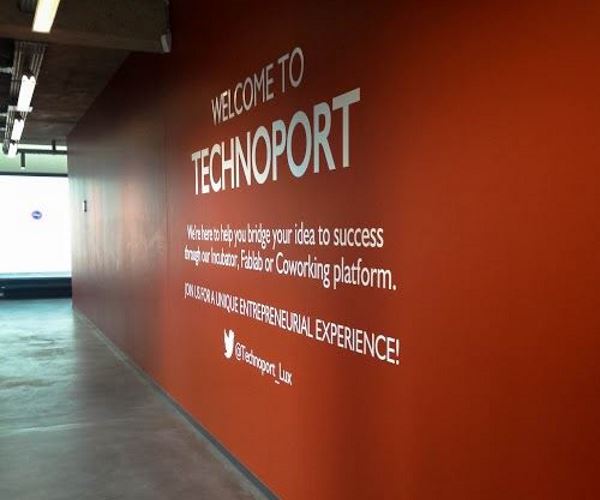 WELCOME TO
TECHNOPORT
We're here to help you bridge your idea to success
through our Incubator, Fablab or Coworking platform.
JOIN US FOR A UNIQUE ENTREPRENEURIAL EXPERIENCE!
@Technoport_Lux